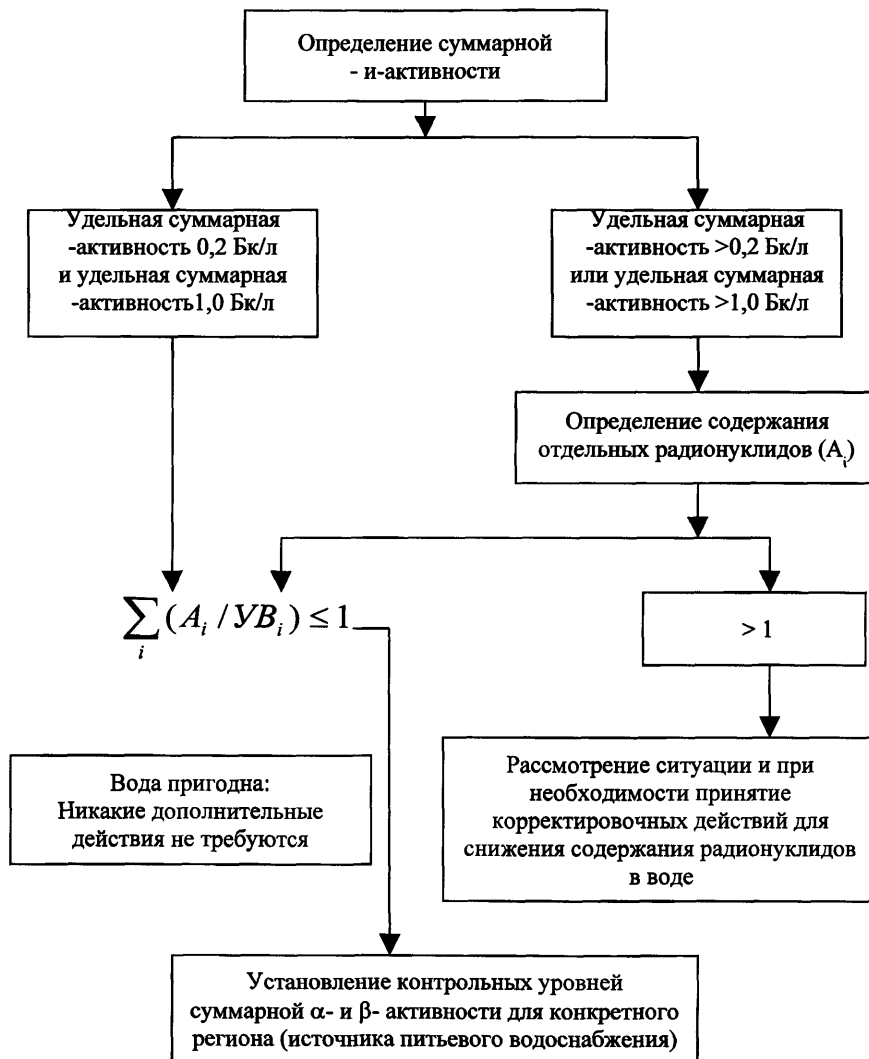 Определение суммарной
- и-активности
Удельная суммарная
-активность 0,2 Бк/л
и удельная суммарная
-активность1,0 Бк/л
Удельная суммарная
-активность >0,2 Бк/л
или удельная суммарная
-активность >1,0 Бк/л
Определение содержания
отдельных радионуклидов (A_i)
∑_i (A_i / УВ_i) ≤ 1
> 1
Вода пригодна:
Никакие дополнительные
действия не требуются
Рассмотрение ситуации и при
необходимости принятие
корректировочных действий для
снижения содержания радионуклидов
в воде
Установление контрольных уровней
суммарной α- и β- активности для конкретного
региона (источника питьевого водоснабжения)